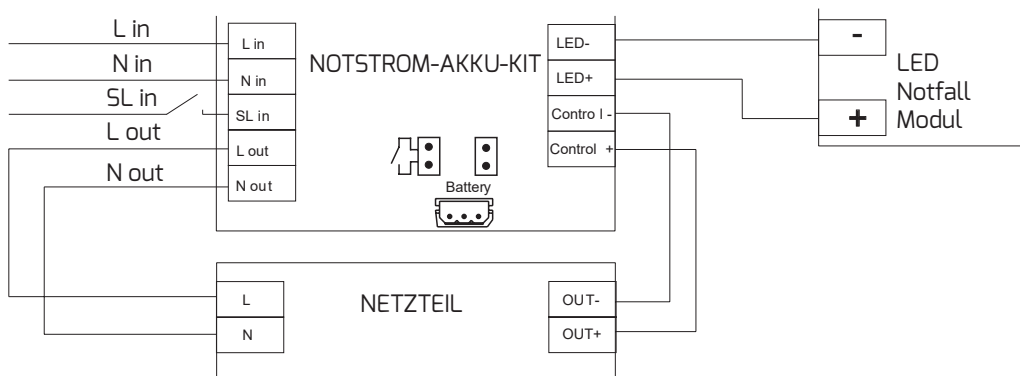 L in
N in
SL in
L out
N out
L in
N in
SL in
L out
N out
NOTSTROM-AKKU-KIT
Battery
LED-
LED+
Control -
Control +
-
+
LED
Notfall
Modul
L
N
NETZTEIL
OUT-
OUT+